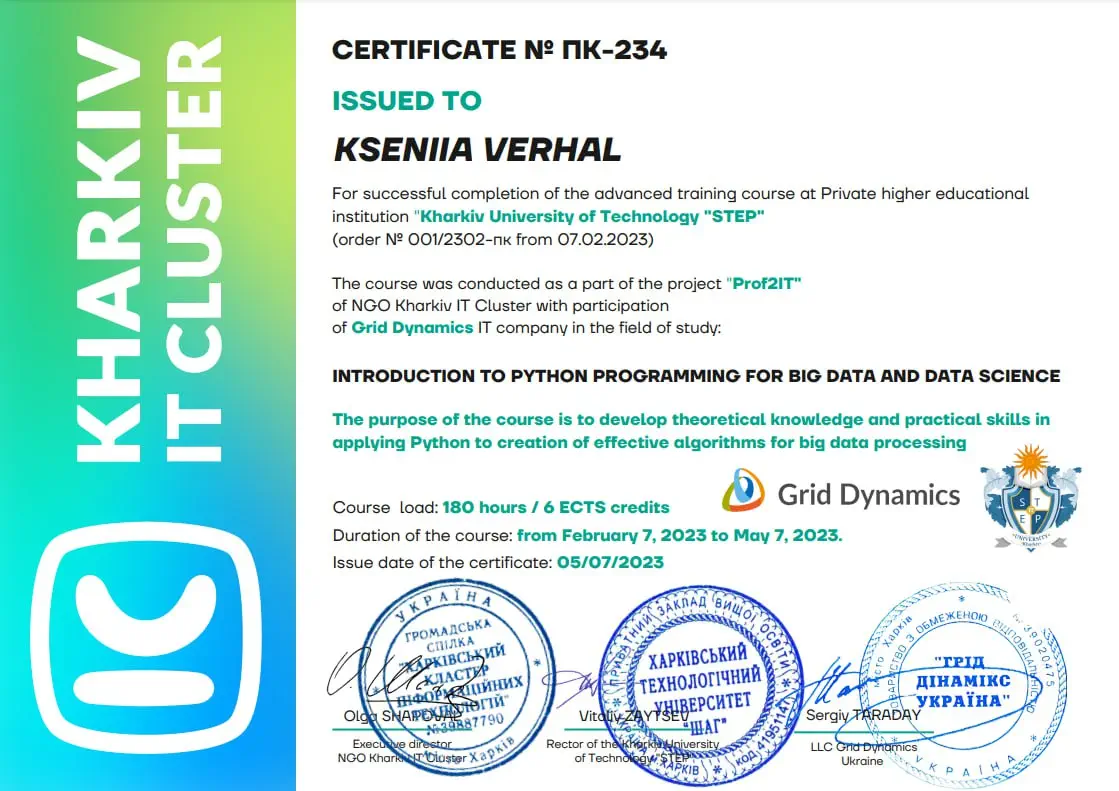 KHARKIV
IT CLUSTER
CERTIFICATE № ПК-234
ISSUED TO
KSENIIA VERHAL
For successful completion of the advanced training course at Private higher educational
institution "Kharkiv University of Technology "STEP"
(order № 001/2302-пк from 07.02.2023)
The course was conducted as a part of the project "Prof2IT"
of NGO Kharkiv IT Cluster with participation
of Grid Dynamics IT company in the field of study:
INTRODUCTION TO PYTHON PROGRAMMING FOR BIG DATA AND DATA SCIENCE
The purpose of the course is to develop theoretical knowledge and practical skills in
applying Python to creation of effective algorithms for big data processing
Grid Dynamics
STEP
UNIVERSITY
Course load: 180 hours / 6 ECTS credits
Duration of the course: from February 7, 2023 to May 7, 2023.
Issue date of the certificate: 05/07/2023
УКРАЇНА
ГРОМАДСЬКА
СПІЛКА
"ХАРКІВСЬКИЙ
КЛАСТЕР
ІНФОРМАЦІЙНИХ
ТЕХНОЛОГІЙ"
№39887790
місто Харків
Olga SHAPOVAL
Executive director
NGO Kharkiv IT Cluster
ПРИВАТНИЙ ЗАКЛАД ВИЩОЇ ОСВІТИ
ХАРКІВСЬКИЙ
ТЕХНОЛОГІЧНИЙ
УНІВЕРСИТЕТ
"ШАГ"
УКРАЇНА М. ХАРКІВ
КОД 41951147
Vitaliy ZAYTSEV
Rector of the Kharkiv University
of Technology "STEP"
місто Харків
ТОВАРИСТВО З ОБМЕЖЕНОЮ ВІДПОВІДАЛЬНІСТЮ
39020475
"ГРІД
ДІНАМІКС
УКРАЇНА"
УКРАЇНА
Sergiy TARADAY
LLC Grid Dynamics
Ukraine